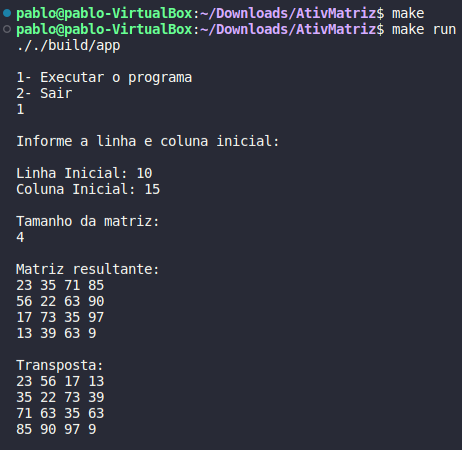 pablo@pablo-VirtualBox:~/Downloads/AtivMatriz$ make
pablo@pablo-VirtualBox:~/Downloads/AtivMatriz$ make run
././build/app
1- Executar o programa
2- Sair
1
Informe a linha e coluna inicial:
Linha Inicial: 10
Coluna Inicial: 15
Tamanho da matriz:
4
Matriz resultante:
23 35 71 85
56 22 63 90
17 73 35 97
13 39 63 9
Transposta:
23 56 17 13
35 22 73 39
71 63 35 63
85 90 97 9